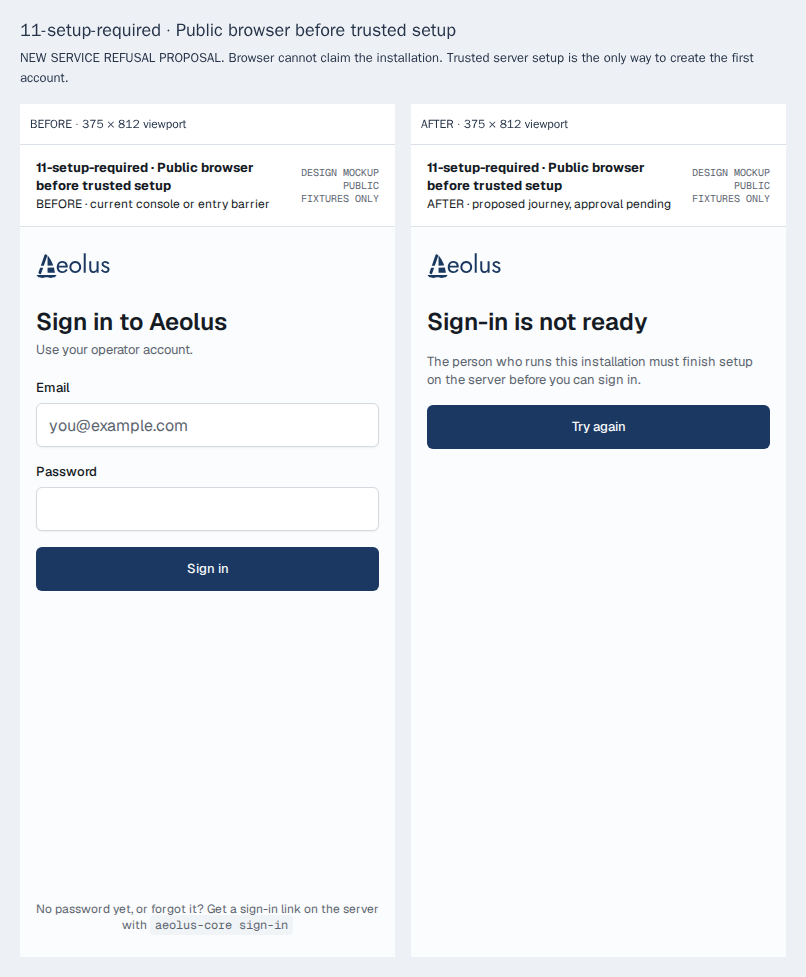 11-setup-required · Public browser before trusted setup
NEW SERVICE REFUSAL PROPOSAL. Browser cannot claim the installation. Trusted server setup is the only way to create the first
account.
BEFORE · 375 × 812 viewport
11-setup-required · Public browser
before trusted setup
BEFORE · current console or entry barrier
DESIGN MOCKUP
PUBLIC
FIXTURES ONLY
Aeolus
Sign in to Aeolus
Use your operator account.
Email
you@example.com
Password
Sign in
No password yet, or forgot it? Get a sign-in link on the server
with aeolus-core sign-in
AFTER · 375 × 812 viewport
11-setup-required · Public browser
before trusted setup
AFTER · proposed journey, approval pending
DESIGN MOCKUP
PUBLIC
FIXTURES ONLY
Aeolus
Sign-in is not ready
The person who runs this installation must finish setup
on the server before you can sign in.
Try again